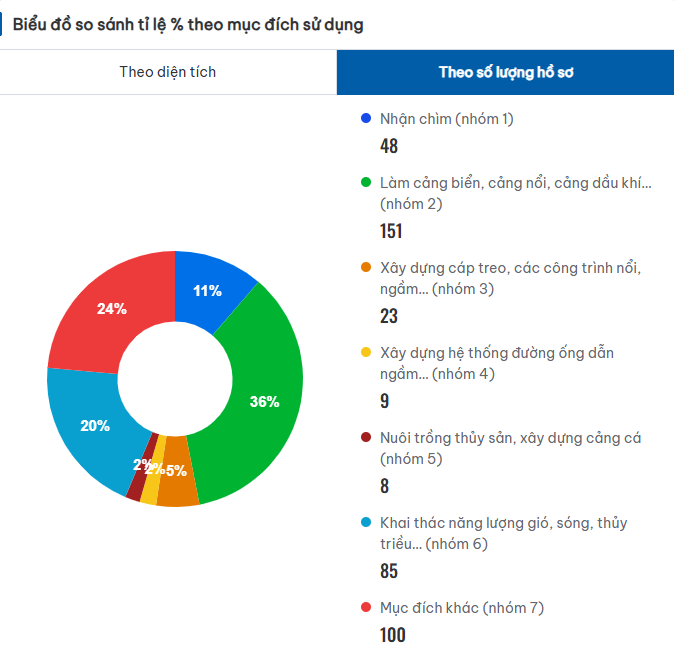 Biểu đồ so sánh tỉ lệ % theo mục đích sử dụng
Theo diện tích
Theo số lượng hồ sơ
Nhận chìm (nhóm 1)
48
Làm cảng biển, cảng nổi, cảng dầu khí...
(nhóm 2)
151
Xây dựng cáp treo, các công trình nổi,
ngầm... (nhóm 3)
23
Xây dựng hệ thống đường ống dẫn
ngầm... (nhóm 4)
9
Nuôi trồng thủy sản, xây dựng cảng cá
(nhóm 5)
8
Khai thác năng lượng gió, sóng, thủy
triều... (nhóm 6)
85
Mục đích khác (nhóm 7)
100
11%
36%
5%
2%
2%
20%
24%